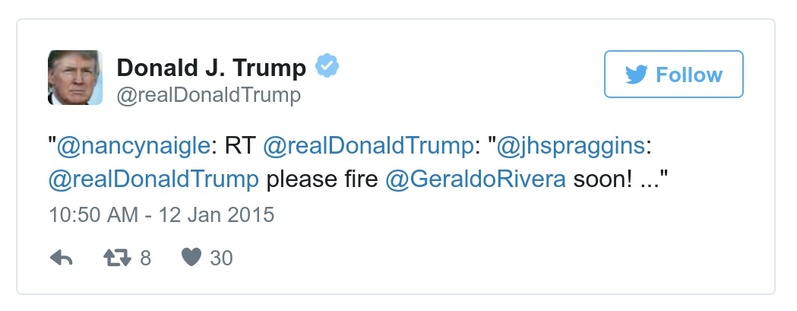 Donald J. Trump
@realDonaldTrump
Follow
"@nancynaigle: RT @realDonaldTrump: "@jhspraggins:
@realDonaldTrump please fire @GeraldoRivera soon! ..."
10:50 AM - 12 Jan 2015
8 30